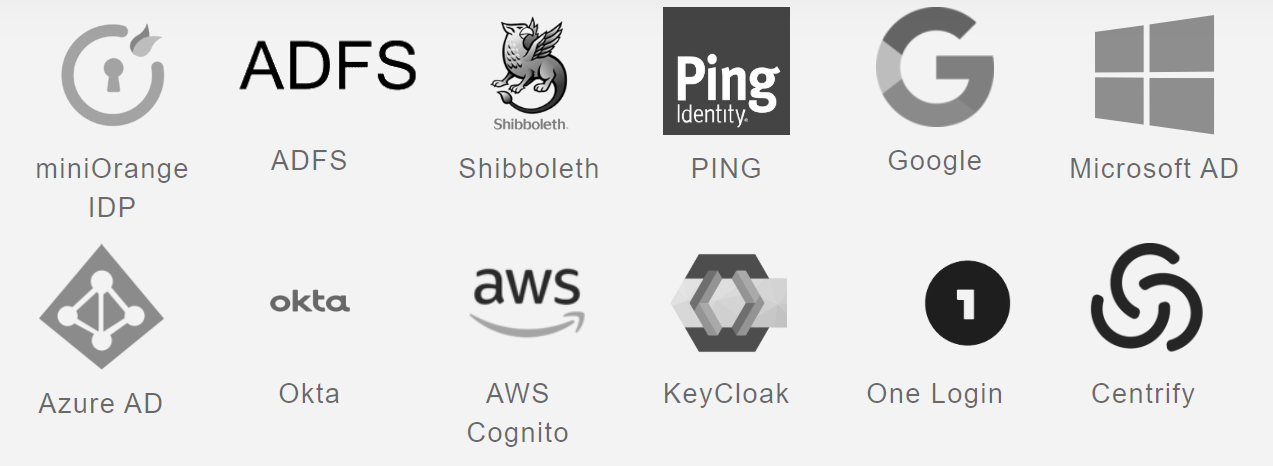 ADFS
Shibboleth.
Ping
Identity.
miniOrange
IDP
ADFS
Shibboleth
PING
Google
Microsoft AD
okta
aws
1
Azure AD
Okta
AWS
Cognito
KeyCloak
One Login
Centrify